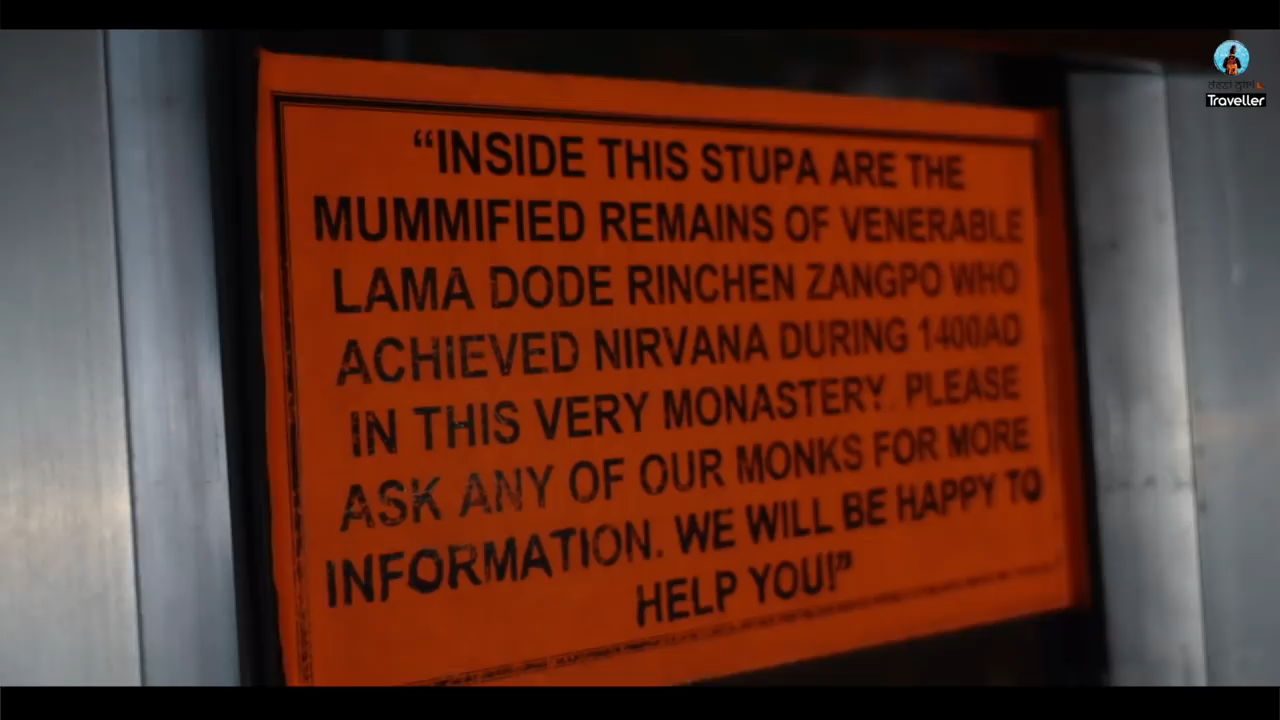 “INSIDE THIS STUPA ARE THE
MUMMIFIED REMAINS OF VENERABLE
LAMA DODE RINCHEN ZANGPO WHO
ACHIEVED NIRVANA DURING 1400AD
IN THIS VERY MONASTERY. PLEASE
ASK ANY OF OUR MONKS FOR MORE
INFORMATION. WE WILL BE HAPPY TO
HELP YOU!”
Traveller